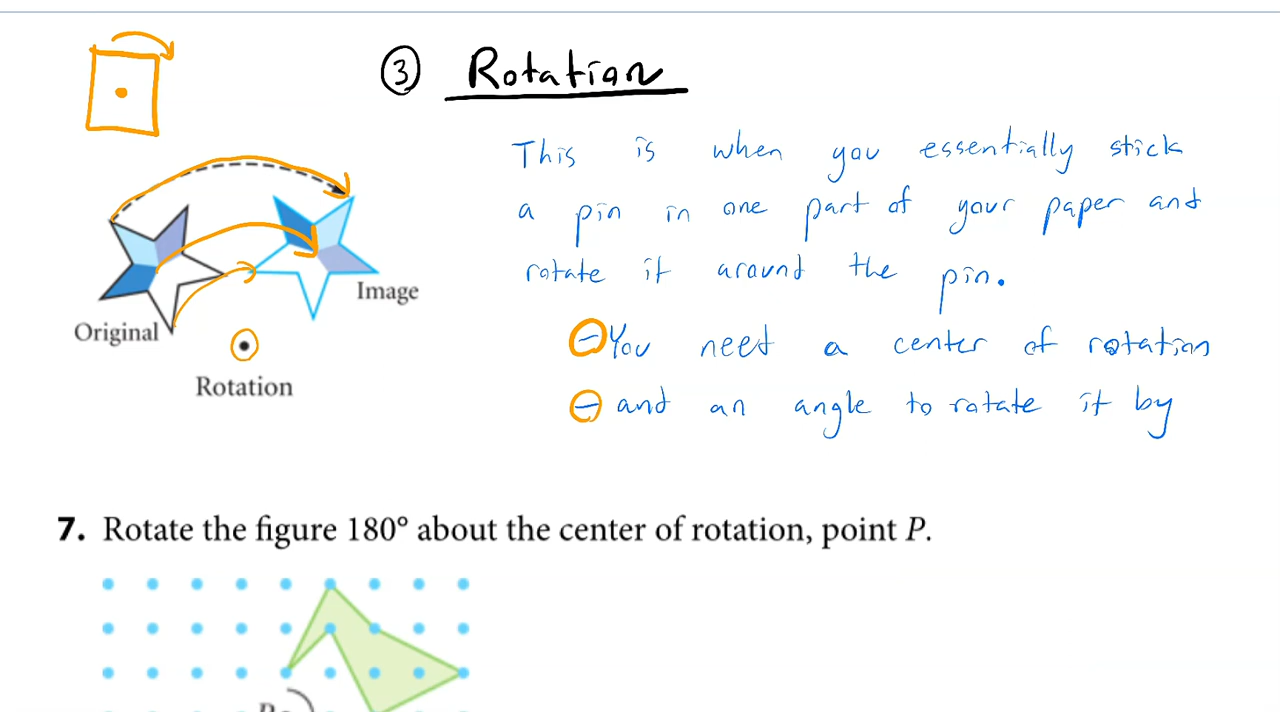 ③ Rotation
This is when you essentially stick
a pin in one part of your paper and
rotate it around the pin.
- You need a center of rotation
- and an angle to rotate it by
Original
Image
Rotation
7. Rotate the figure 180° about the center of rotation, point P.